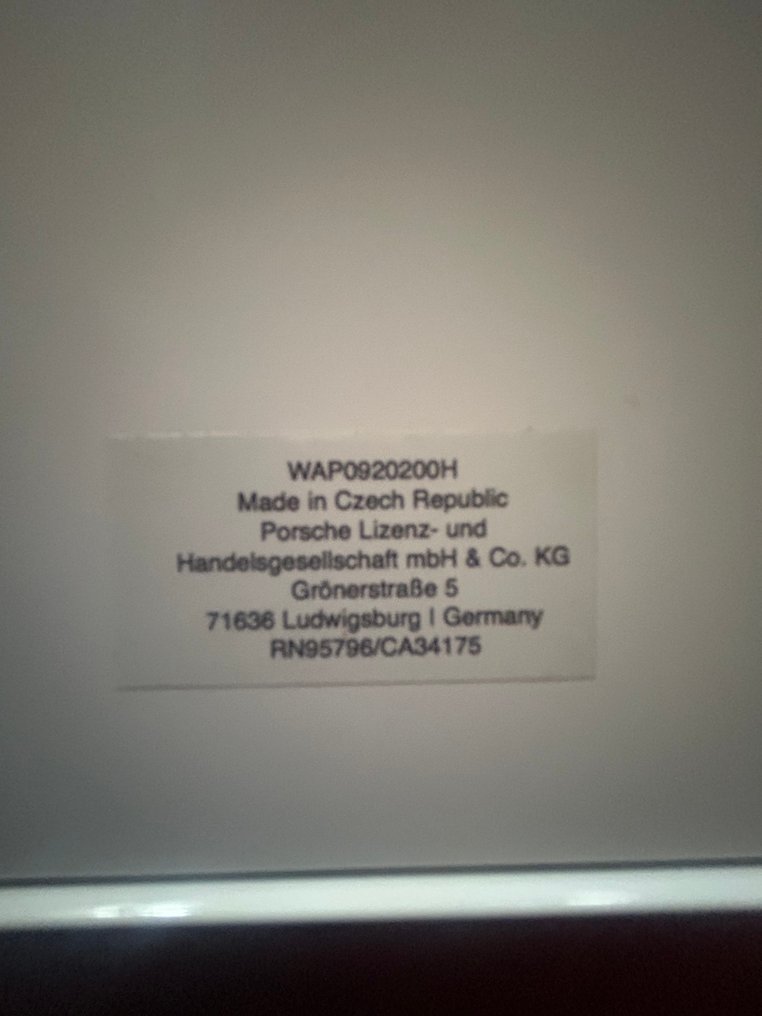 WAP0920200H
Made in Czech Republic
Porsche Lizenz- und
Handelsgesellschaft mbH & Co. KG
Grönerstraße 5
71636 Ludwigsburg | Germany
RN95796/CA34175